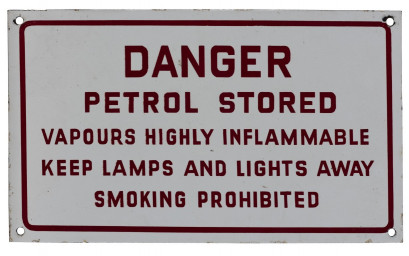 DANGER
PETROL STORED
VAPOURS HIGHLY INFLAMMABLE
KEEP LAMPS AND LIGHTS AWAY
SMOKING PROHIBITED